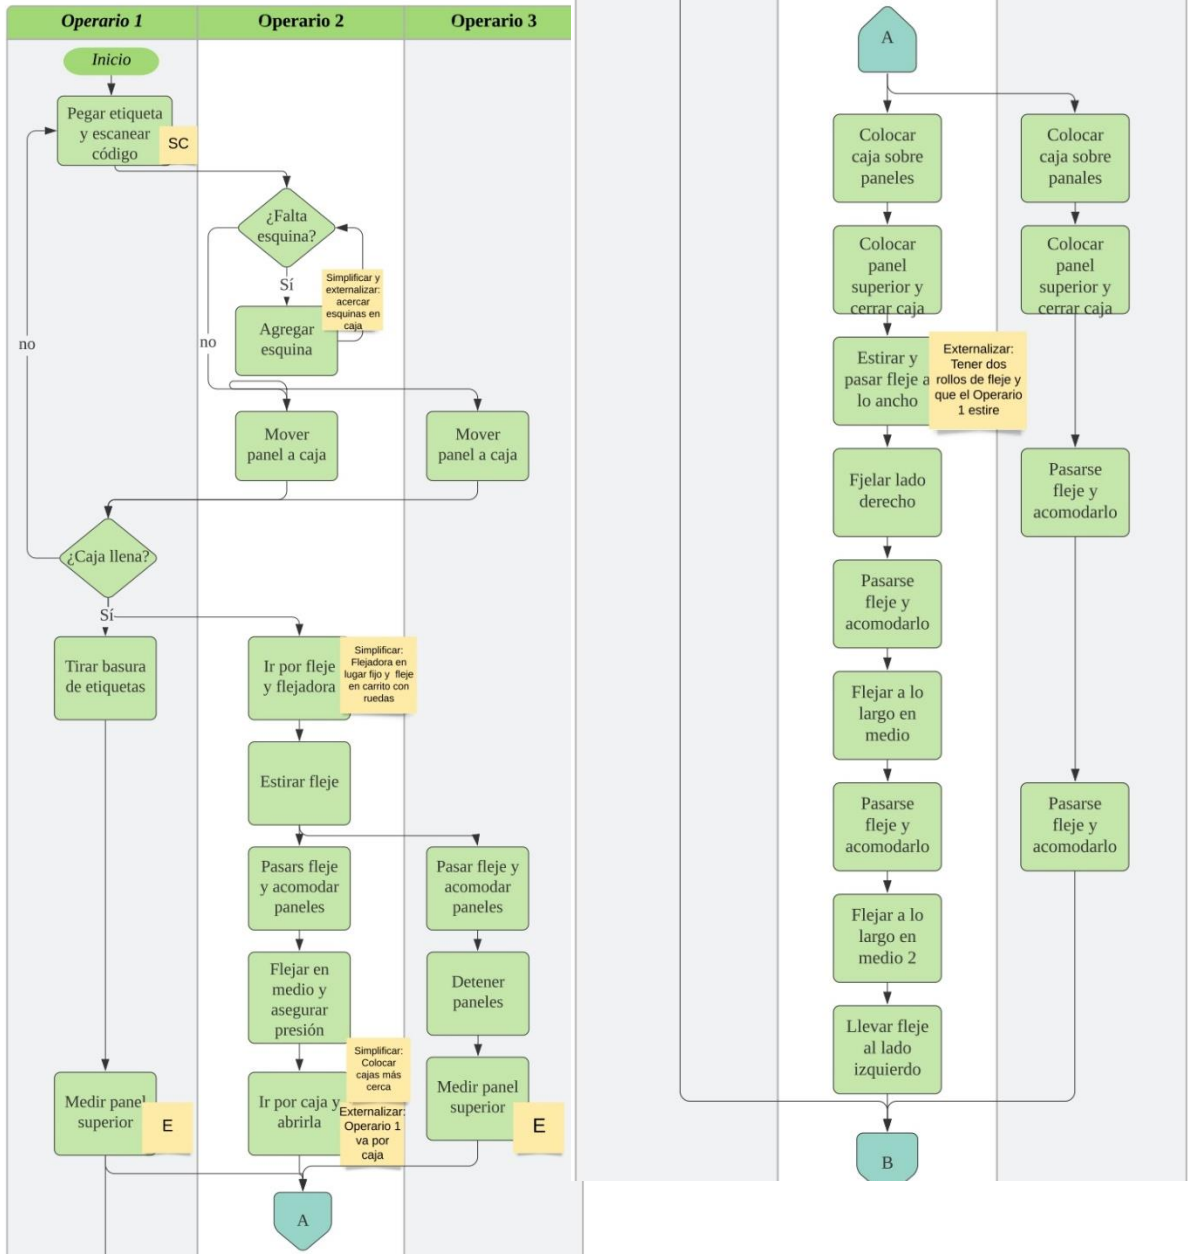 Operario 1
Operario 2
Operario 3
Inicio
Pegar etiqueta
y escanear
código
SC
¿Falta
esquina?
Sí
no
Simplificar y
externalizar:
acercar
esquinas en
caja
Agregar
esquina
no
Mover
panel a caja
Mover
panel a caja
¿Caja llena?
Sí
Tirar basura
de etiquetas
Ir por fleje
y flejadora
Simplificar:
Flejadora en
lugar fijo y fleje
en carrito con
ruedas
Estirar fleje
Pasars fleje
y acomodar
paneles
Pasar fleje y
acomodar
paneles
Flejar en
medio y
asegurar
presión
Detener
paneles
Medir panel
superior
E
Ir por caja y
abrirla
Simplificar:
Colocar
cajas más
cerca
Externalizar:
Operario 1
va por
caja
Medir panel
superior
E
A
A
Colocar
caja sobre
paneles
Colocar
caja sobre
panales
Colocar
panel
superior y
cerrar caja
Colocar
panel
superior y
cerrar caja
Estirar y
pasar fleje a
lo ancho
Externalizar:
Tener dos
rollos de fleje y
que el Operario
1 estire
Fjelar lado
derecho
Pasarse
fleje y
acomodarlo
Pasarse
fleje y
acomodarlo
Flejar a lo
largo en
medio
Pasarse
fleje y
acomodarlo
Pasarse
fleje y
acomodarlo
Flejar a lo
largo en
medio 2
Llevar fleje
al lado
izquierdo
B